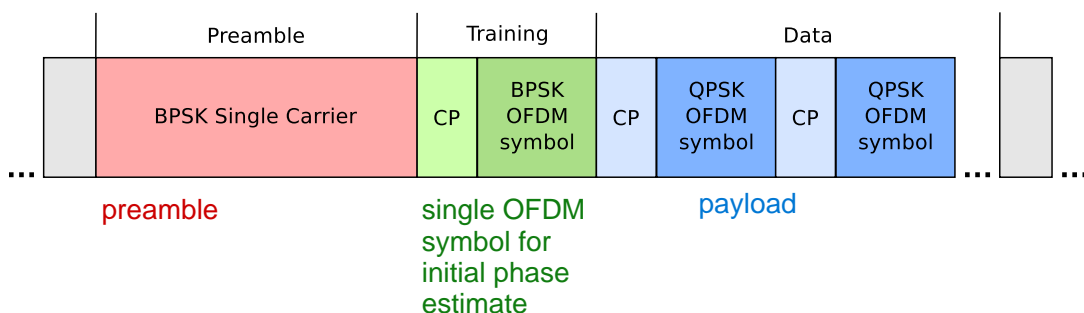 Preamble Training Data
BPSK Single Carrier
CP
BPSK
OFDM
symbol
CP
QPSK
OFDM
symbol
CP
QPSK
OFDM
symbol
... ... ...
preamble
single OFDM
symbol for
initial phase
estimate
payload